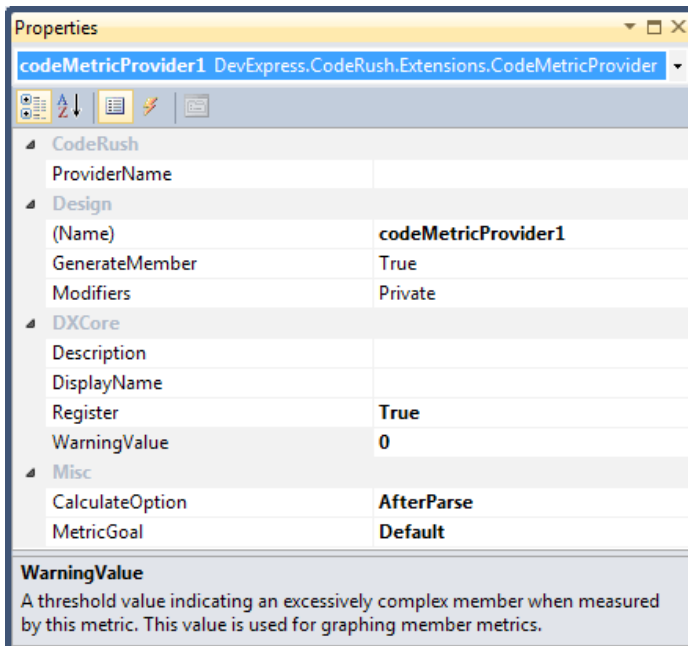 Properties
codeMetricProvider1 DevExpress.CodeRush.Extensions.CodeMetricProvider
CodeRush
ProviderName
Design
(Name) codeMetricProvider1
GenerateMember True
Modifiers Private
DXCore
Description
DisplayName
Register True
WarningValue 0
Misc
CalculateOption AfterParse
MetricGoal Default
WarningValue
A threshold value indicating an excessively complex member when measured
by this metric. This value is used for graphing member metrics.